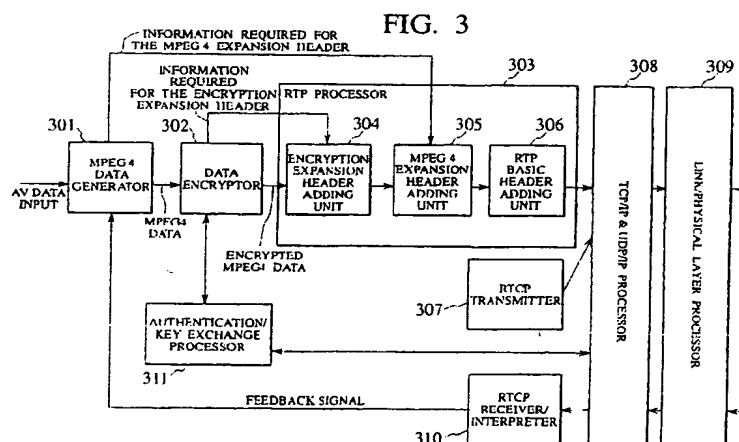 FIG. 3
INFORMATION REQUIRED FOR
THE MPEG 4 EXPANSION HEADER
INFORMATION
REQUIRED
FOR THE ENCRYPTION
EXPANSION HEADER
RTP PROCESSOR
303
308
309
301
MPEG 4
DATA
GENERATOR
302
DATA
ENCRYPTOR
304
ENCRYPTION
EXPANSION
HEADER
ADDING
UNIT
305
MPEG 4
EXPANSION
HEADER
ADDING
UNIT
306
RTP
BASIC
HEADER
ADDING
UNIT
AV DATA
INPUT
MPEG4
DATA
ENCRYPTED
MPEG4 DATA
TCP/IP & UDP/IP PROCESSOR
LINK/PHYSICAL LAYER PROCESSOR
307
RTCP
TRANSMITTER
AUTHENTICATION/
KEY EXCHANGE
PROCESSOR
311
FEEDBACK SIGNAL
RTCP
RECEIVER/
INTERPRETER
310